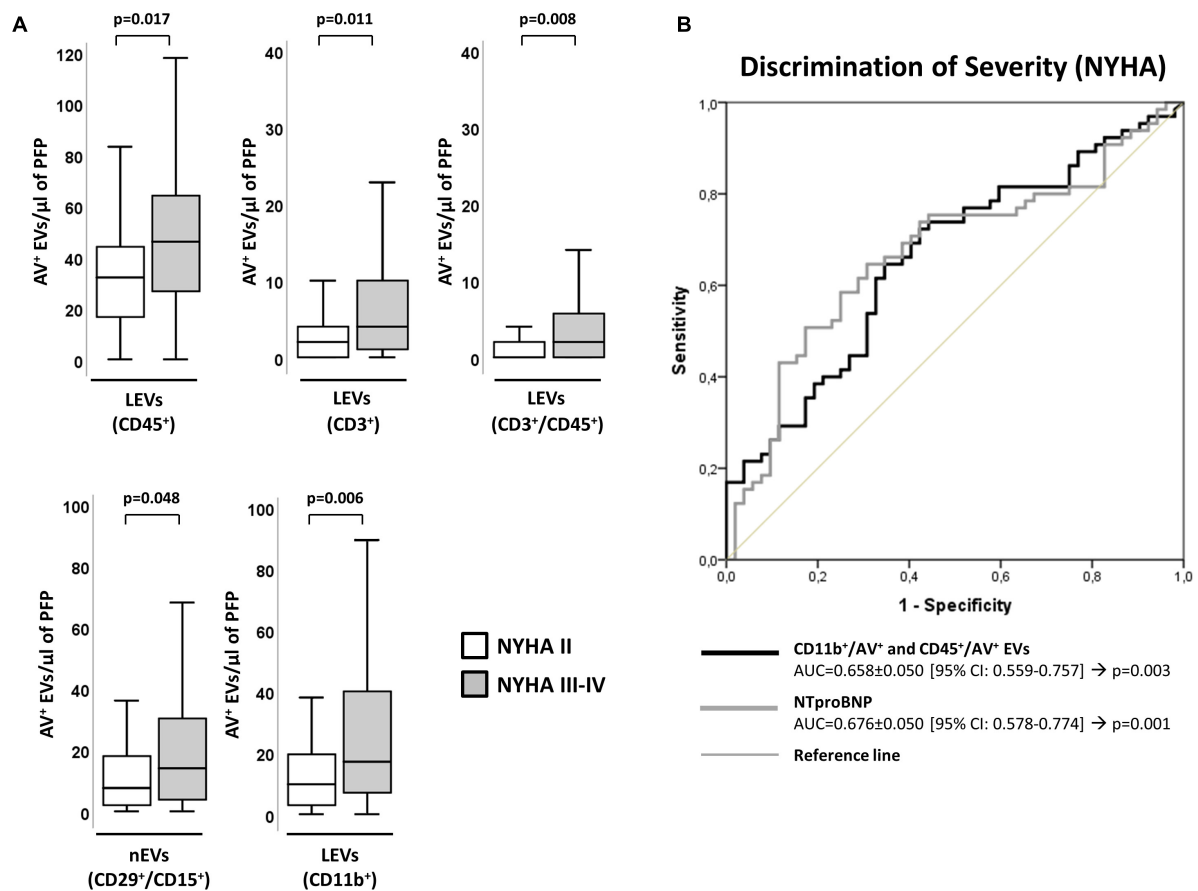 A
p=0.017
120
100
80
60
40
20
0
AV⁺ EVs/µl of PFP
LEVs
(CD45⁺)
p=0.011
40
30
20
10
0
AV⁺ EVs/µl of PFP
LEVs
(CD3⁺)
p=0.008
40
30
20
10
0
AV⁺ EVs/µl of PFP
LEVs
(CD3⁺/CD45⁺)
p=0.048
100
80
60
40
20
0
AV⁺ EVs/µl of PFP
nEVs
(CD29⁺/CD15⁺)
p=0.006
100
80
60
40
20
0
AV⁺ EVs/µl of PFP
LEVs
(CD11b⁺)
NYHA II
NYHA III-IV
B
Discrimination of Severity (NYHA)
1,0
0,8
0,6
0,4
0,2
0,0
Sensitivity
0,0 0,2 0,4 0,6 0,8 1,0
1 - Specificity
CD11b⁺/AV⁺ and CD45⁺/AV⁺ EVs
AUC=0.658±0.050 [95% CI: 0.559-0.757] → p=0.003
NTproBNP
AUC=0.676±0.050 [95% CI: 0.578-0.774] → p=0.001
Reference line